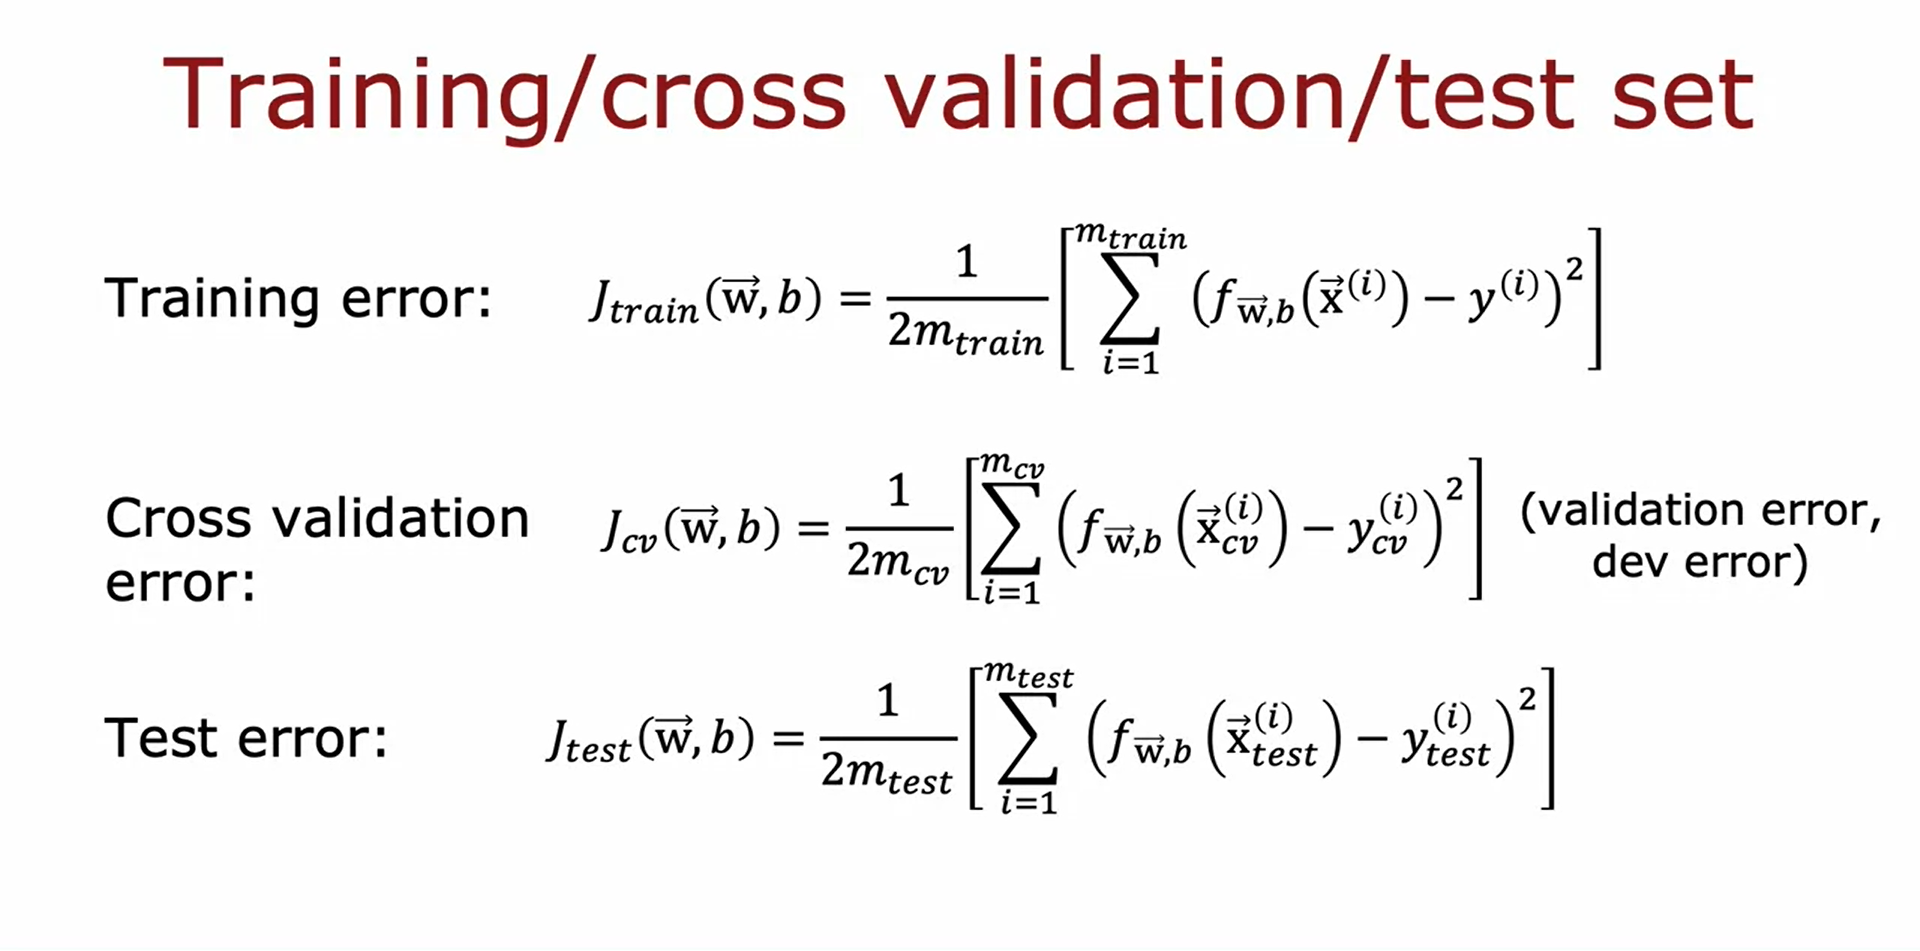 Training/cross validation/test set
Training error: J_{train}(\vec{w}, b) = \frac{1}{2m_{train}} \left[ \sum_{i=1}^{m_{train}} \left( f_{\vec{w},b}(\vec{x}^{(i)}) - y^{(i)} \right)^2 \right]
Cross validation error: J_{cv}(\vec{w}, b) = \frac{1}{2m_{cv}} \left[ \sum_{i=1}^{m_{cv}} \left( f_{\vec{w},b} \left( \vec{x}_{cv}^{(i)} \right) - y_{cv}^{(i)} \right)^2 \right] (validation error, dev error)
Test error: J_{test}(\vec{w}, b) = \frac{1}{2m_{test}} \left[ \sum_{i=1}^{m_{test}} \left( f_{\vec{w},b} \left( \vec{x}_{test}^{(i)} \right) - y_{test}^{(i)} \right)^2 \right]